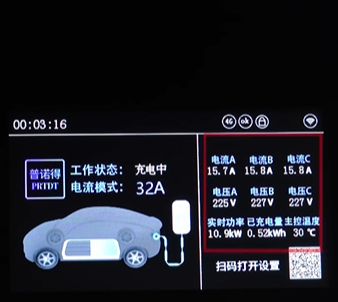 00:03:16 4G ok
普诺得
PRTDT
工作状态： 充电中
电流模式： 32A
电流A 电流B 电流C
15.7A 15.8A 15.8A
电压A 电压B 电压C
225V 227V 227V
实时功率 已充电量 主控温度
10.9kW 0.52kWh 30 ℃
扫码打开设置